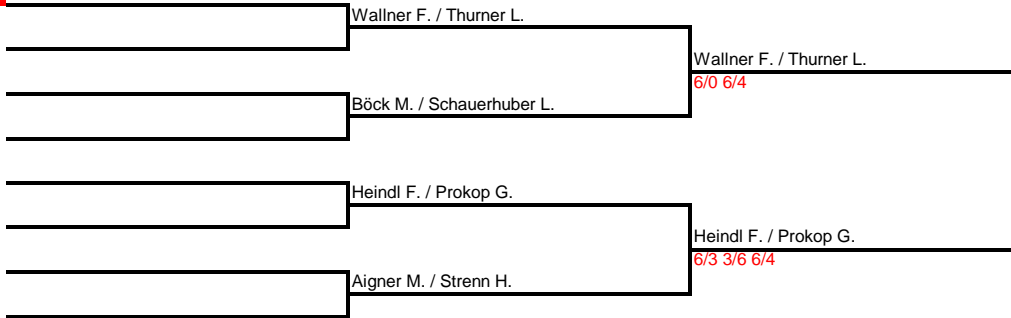 Wallner F. / Thurner L.
Wallner F. / Thurner L.
6/0 6/4
Böck M. / Schauerhuber L.
Heindl F. / Prokop G.
Heindl F. / Prokop G.
6/3 3/6 6/4
Aigner M. / Strenn H.